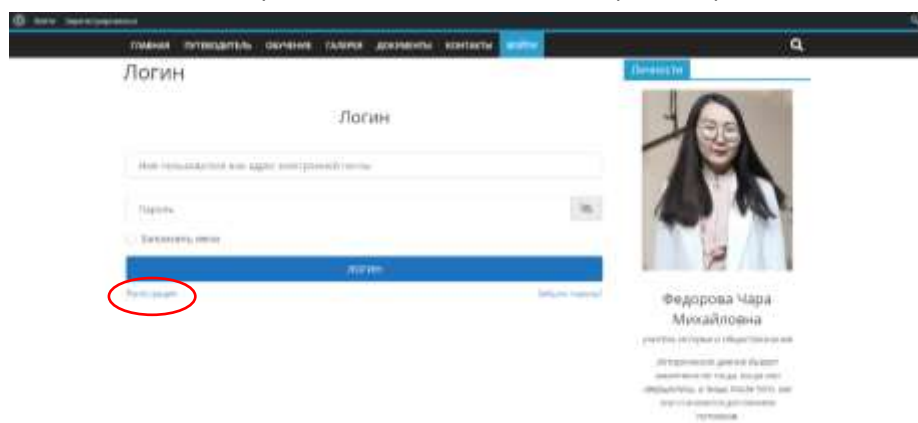 Войти Зарегистрироваться
ГЛАВНАЯ ПУТЕВОДИТЕЛЬ ОБУЧЕНИЕ ГАЛЕРЕЯ ДОКУМЕНТЫ КОНТАКТЫ ВОЙТИ
Логин
Логин
Имя пользователя или адрес электронной почты
Пароль
Запомнить меня
ЛОГИН
Регистрация
Забыли пароль?
Личности
Федорова Чара
Михайловна
учитель истории и обществознания